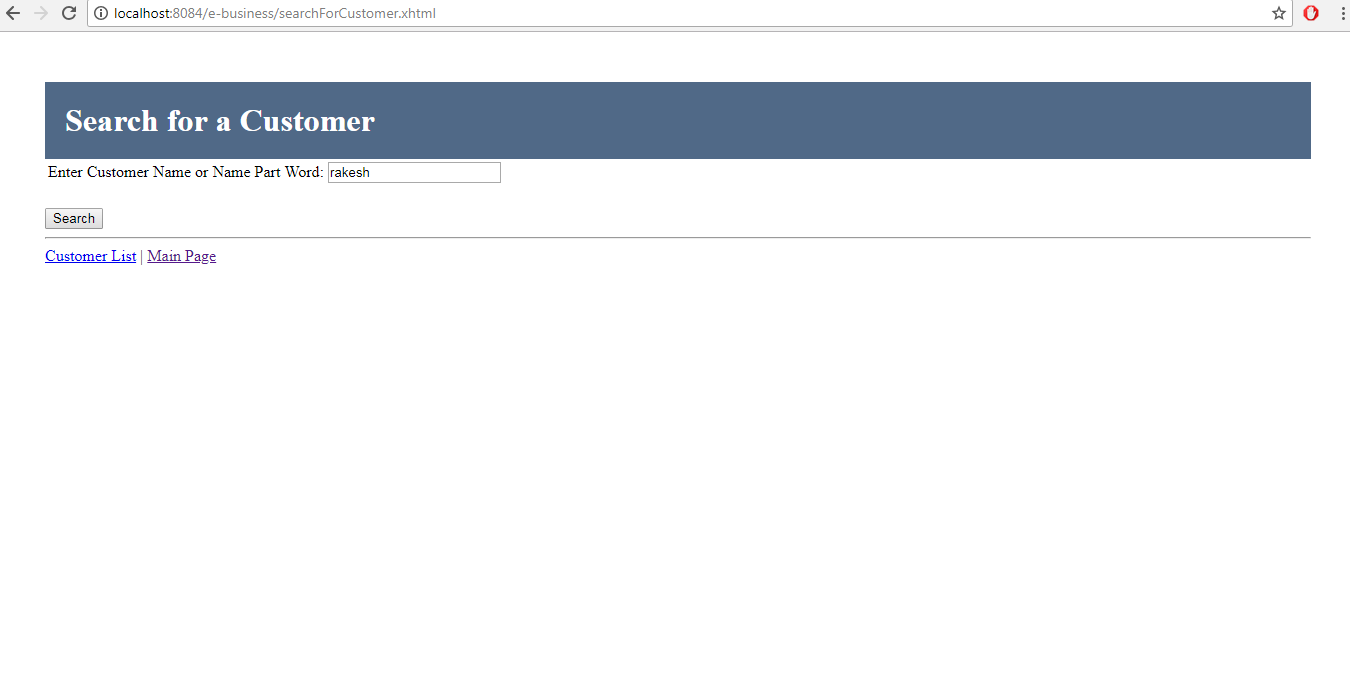 localhost:8084/e-business/searchForCustomer.xhtml
Search for a Customer
Enter Customer Name or Name Part Word: rakesh
Search
Customer List | Main Page